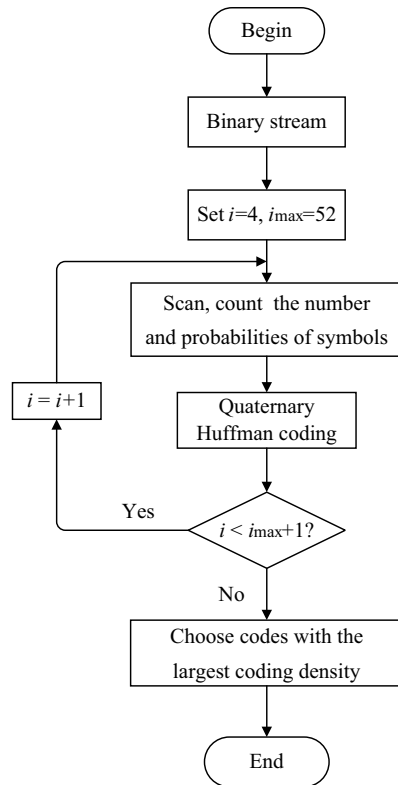 Begin
Binary stream
Set i=4, imax=52
Scan, count the number
and probabilities of symbols
i = i+1
Quaternary
Huffman coding
Yes
i < imax+1?
No
Choose codes with the
largest coding density
End